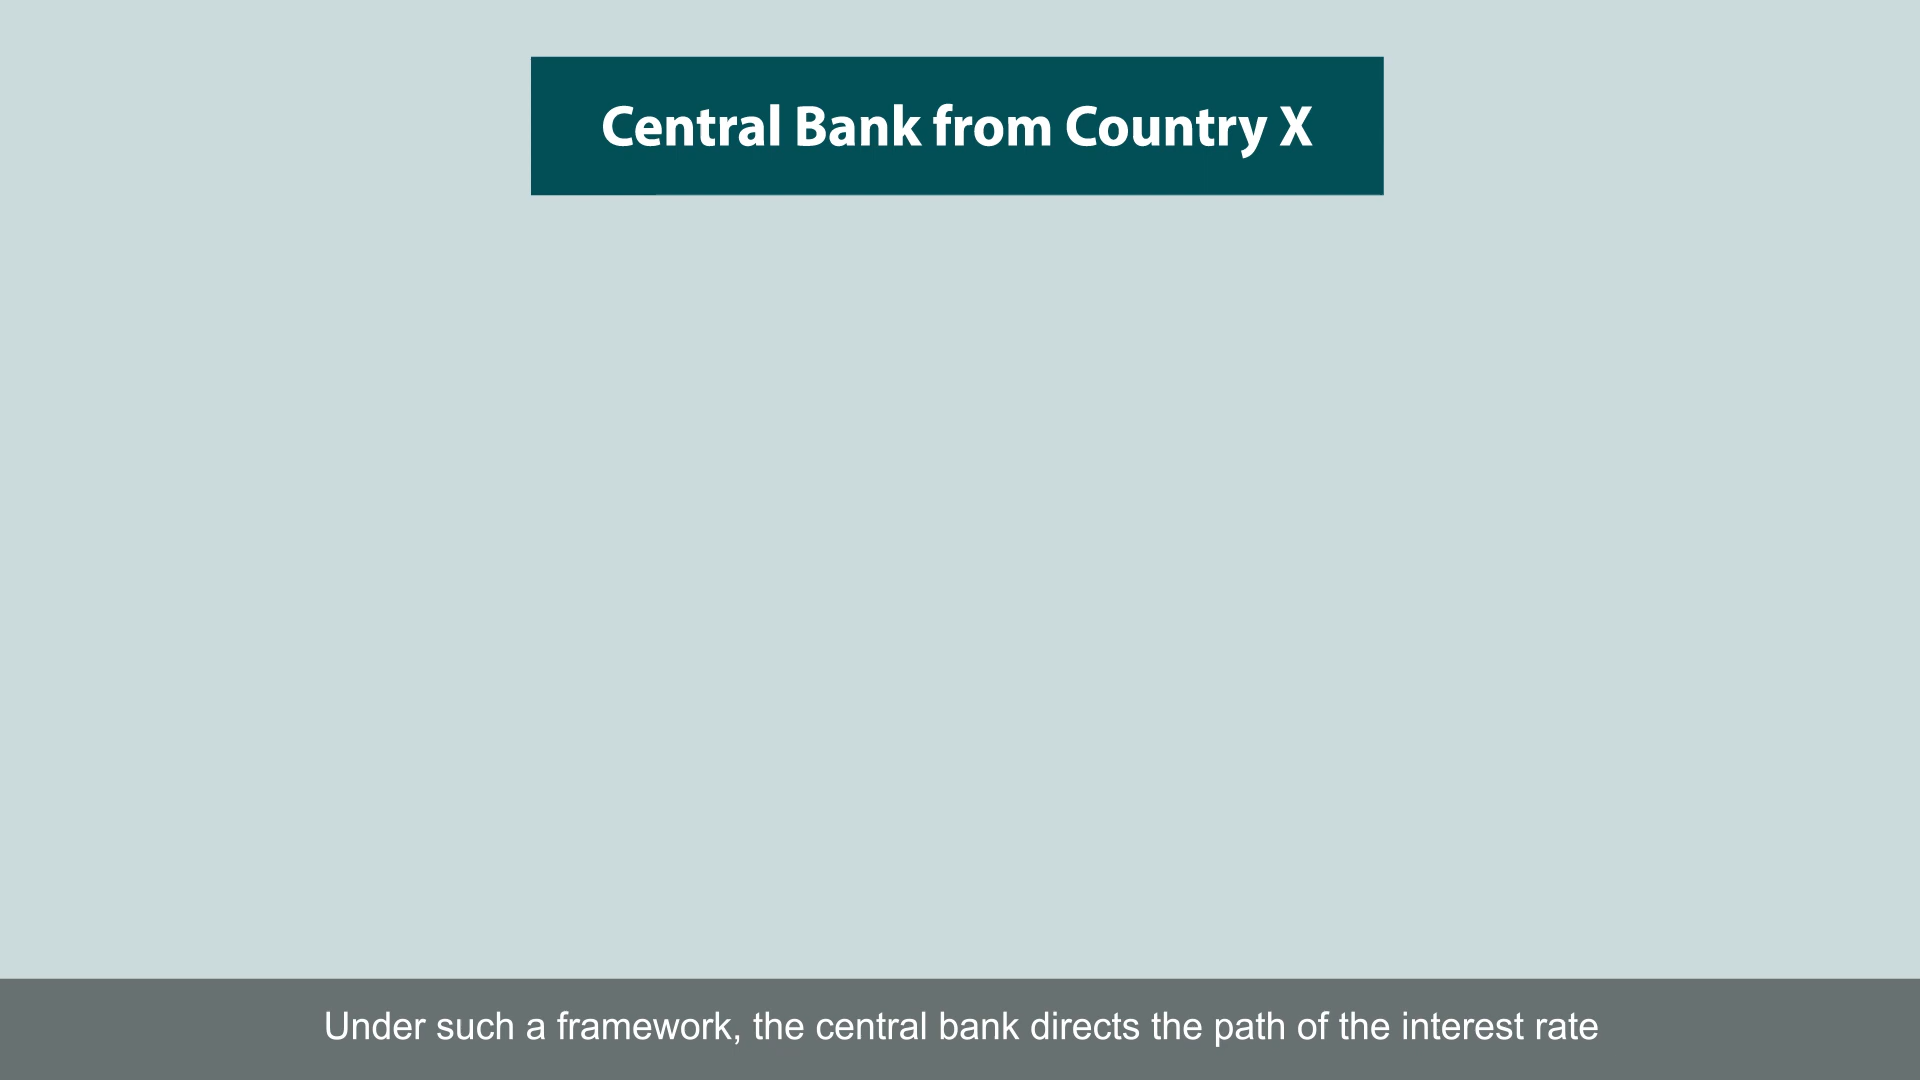 Central Bank from Country X
Under such a framework, the central bank directs the path of the interest rate